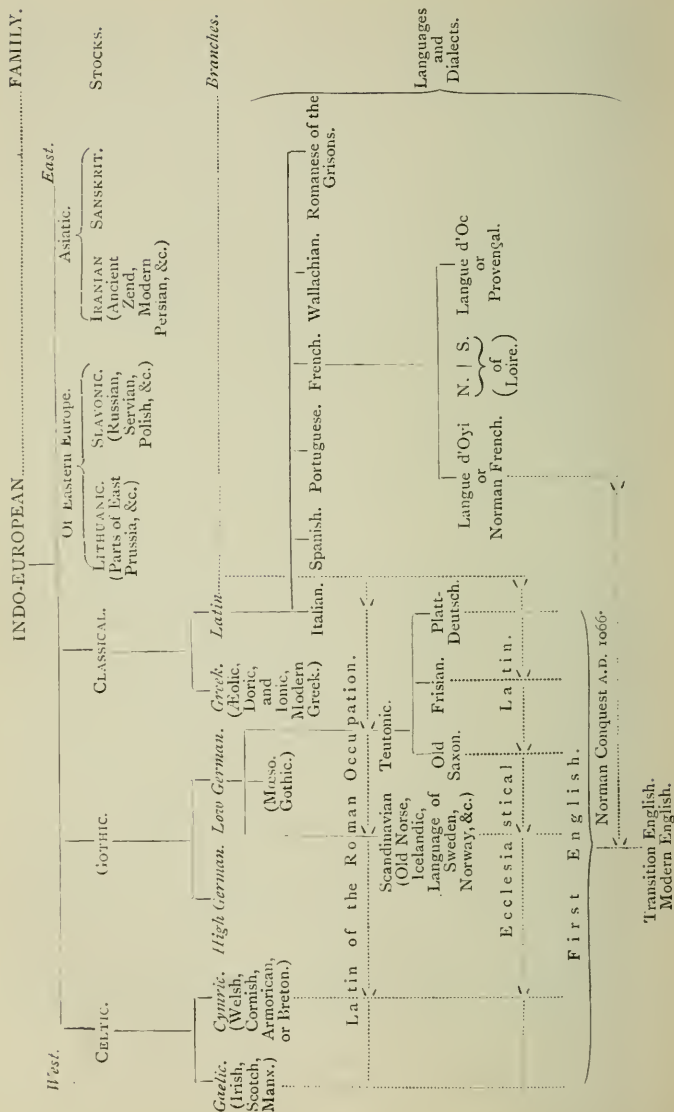 INDO-EUROPEAN FAMILY.
West. East.
Of Eastern Europe. Asiatic.
CELTIC. GOTHIC. CLASSICAL. LITHUANIC. SLAVONIC. IRANIAN SANSKRIT. STOCKS.
(Parts of East (Russian, (Ancient
Prussia, &c.) Servian, Zend,
Polish, &c.) Modern
Persian, &c.)
Gaelic. Cymric. High German. Low German. Greek. Latin Branches.
(Irish, (Welsh, (Æolic,
Scotch, Cornish, Doric,
Manx.) Armorican, and
or Breton.) Ionic,
Modern
Greek.)
(Mœso.
Gothic.)
Italian. Spanish. Portuguese. French. Wallachian. Romanese of the
Grisons.
Latin of the Roman Occupation.
Scandinavian Teutonic.
(Old Norse,
Icelandic,
Language of
Sweden,
Norway, &c.)
Old Frisian. Platt-
Saxon. Deutsch.
Langue d'Oyi N. S. Langue d'Oc
or of or
Norman French. (Loire.) Provençal.
Languages
and
Dialects.
Ecclesiastical Latin.
First English.
Norman Conquest A.D. 1066.
Transition English.
Modern English.